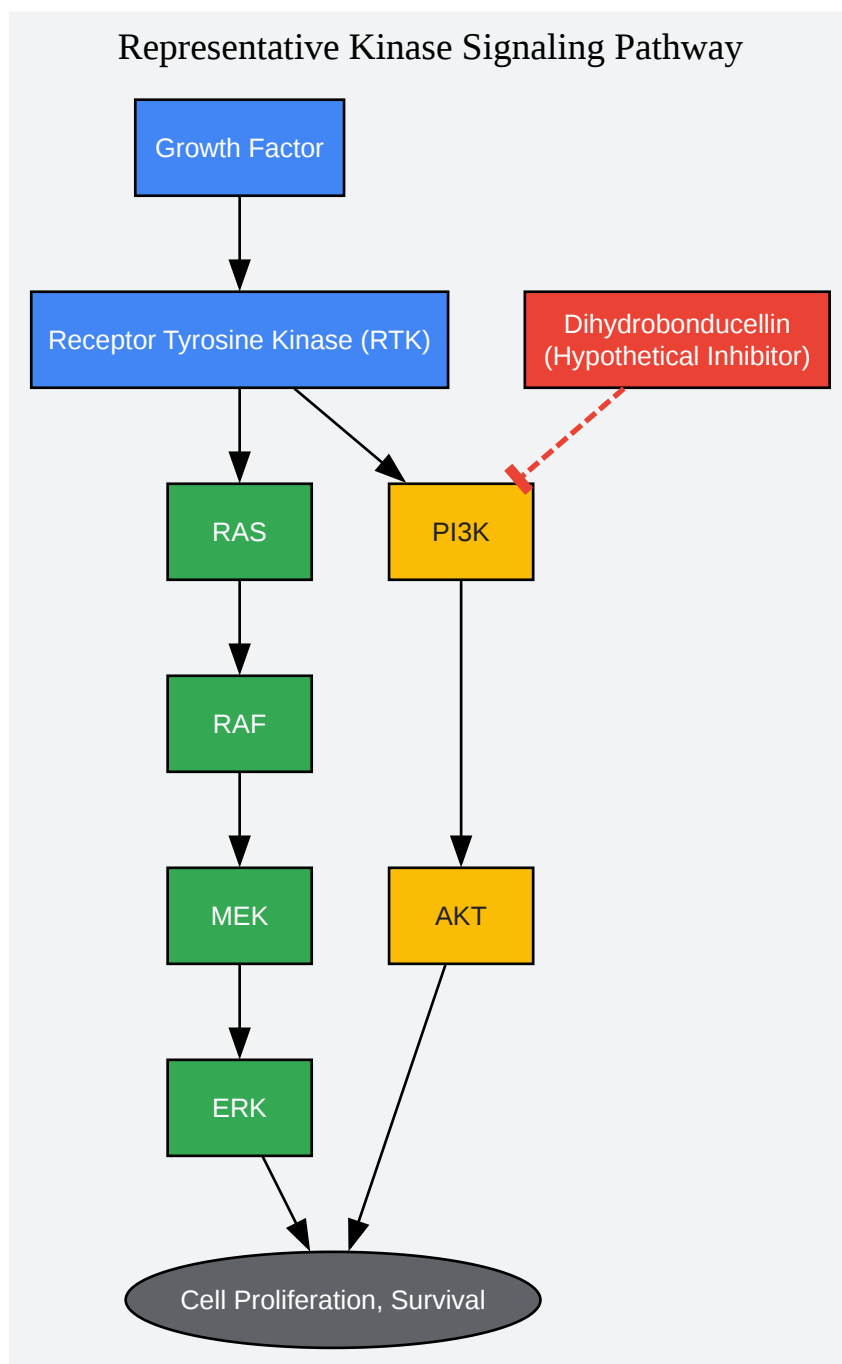 Representative Kinase Signaling Pathway
Growth Factor
Receptor Tyrosine Kinase (RTK)
Dihydrobonducellin
(Hypothetical Inhibitor)
RAS
PI3K
RAF
MEK
AKT
ERK
Cell Proliferation, Survival